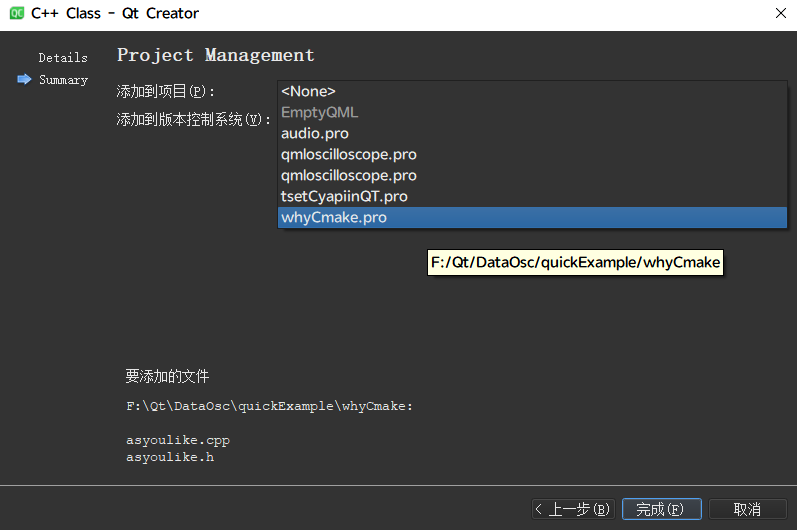 QC C++ Class - Qt Creator
Details
Summary
Project Management
添加到项目(P):
添加到版本控制系统(V):
<None>
EmptyQML
audio.pro
qmloscilloscope.pro
qmloscilloscope.pro
tsetCyapiinQT.pro
whyCmake.pro
F:/Qt/DataOsc/quickExample/whyCmake
要添加的文件
F:\Qt\DataOsc\quickExample\whyCmake:
asyoulike.cpp
asyoulike.h
< 上一步(B)
完成(F)
取消